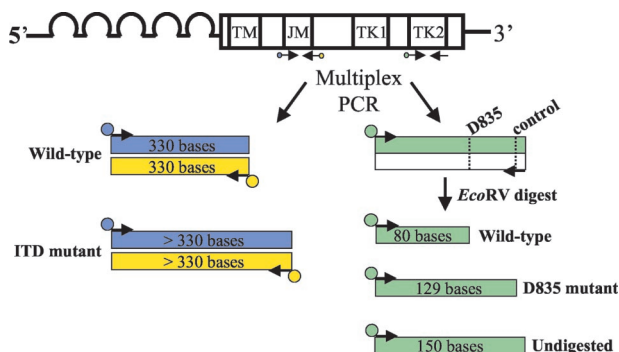 5'
TM
JM
TK1
TK2
3'
Multiplex
PCR
D835
control
330 bases
Wild-type
330 bases
EcoRV digest
80 bases
Wild-type
> 330 bases
ITD mutant
> 330 bases
129 bases
D835 mutant
150 bases
Undigested